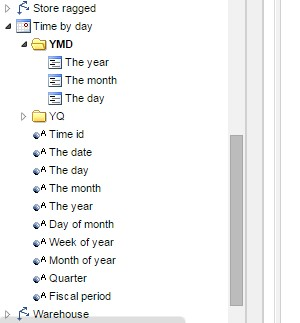 Store ragged
Time by day
YMD
The year
The month
The day
YQ
Time id
The date
The day
The month
The year
Day of month
Week of year
Month of year
Quarter
Fiscal period
Warehouse